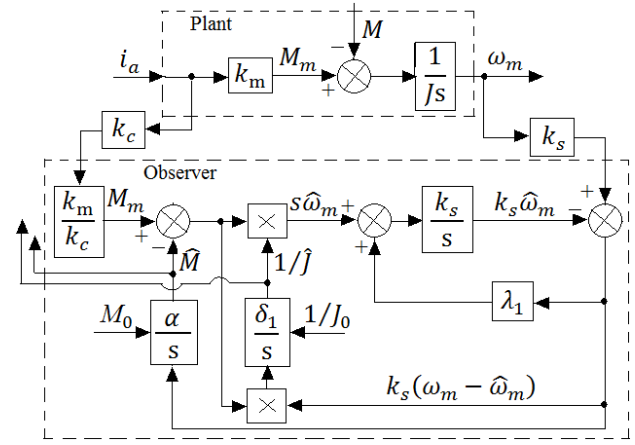 Plant
M
−
i_a
k_m
M_m
+
1
Js
ω_m
k_c
k_s
Observer
k_m
k_c
M_m
+
−
×
sω̂_m
+
+
k_s
s
k_sω̂_m
+
−
M̂
1/Ĵ
λ_1
M_0
α
s
δ_1
s
1/J_0
×
k_s(ω_m − ω̂_m)